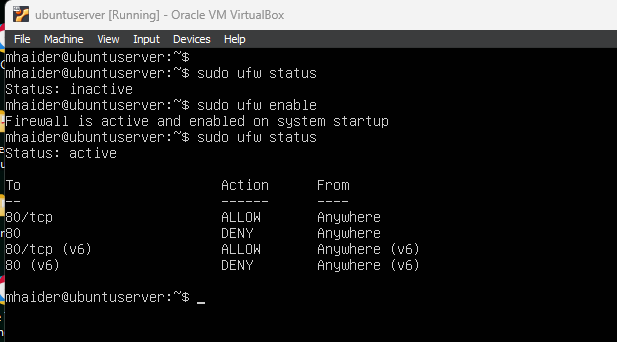 ubuntuserver [Running] - Oracle VM VirtualBox
File Machine View Input Devices Help
mhaider@ubuntuserver:~$
mhaider@ubuntuserver:~$ sudo ufw status
Status: inactive
mhaider@ubuntuserver:~$ sudo ufw enable
Firewall is active and enabled on system startup
mhaider@ubuntuserver:~$ sudo ufw status
Status: active
To Action From
-- ------ ----
80/tcp ALLOW Anywhere
80 DENY Anywhere
80/tcp (v6) ALLOW Anywhere (v6)
80 (v6) DENY Anywhere (v6)
mhaider@ubuntuserver:~$ _